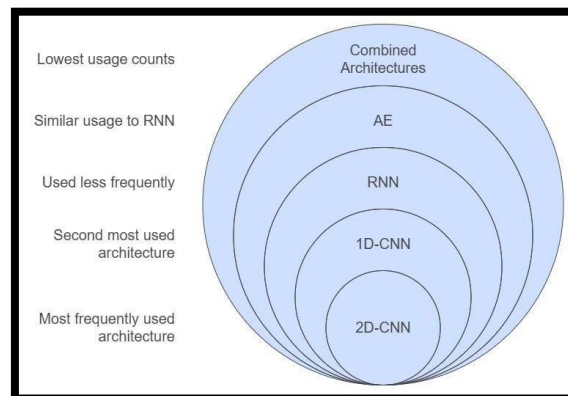 Lowest usage counts
Combined
Architectures
Similar usage to RNN
AE
Used less frequently
RNN
Second most used
architecture
1D-CNN
Most frequently used
architecture
2D-CNN